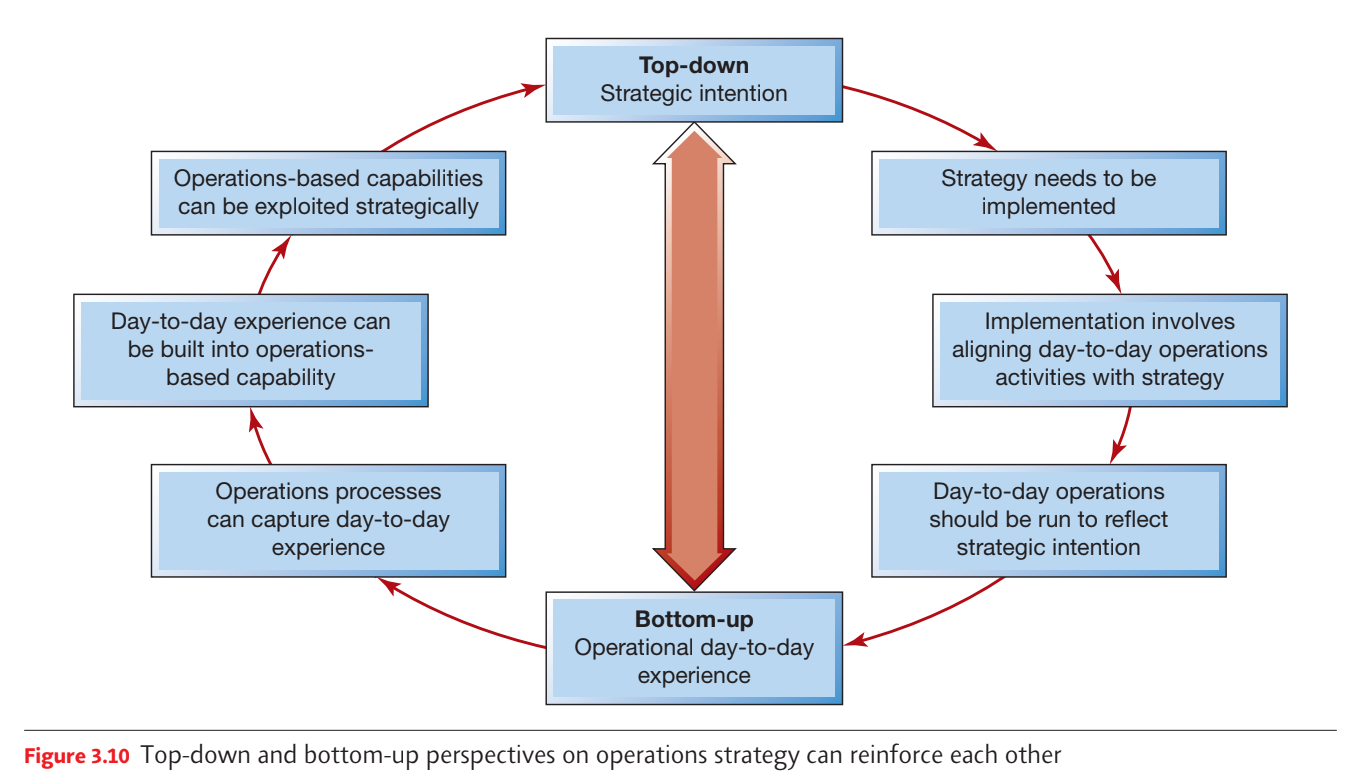 Top-down
Strategic intention
Strategy needs to be
implemented
Implementation involves
aligning day-to-day operations
activities with strategy
Day-to-day operations
should be run to reflect
strategic intention
Bottom-up
Operational day-to-day
experience
Operations processes
can capture day-to-day
experience
Day-to-day experience can
be built into operations-
based capability
Operations-based capabilities
can be exploited strategically
Figure 3.10 Top-down and bottom-up perspectives on operations strategy can reinforce each other